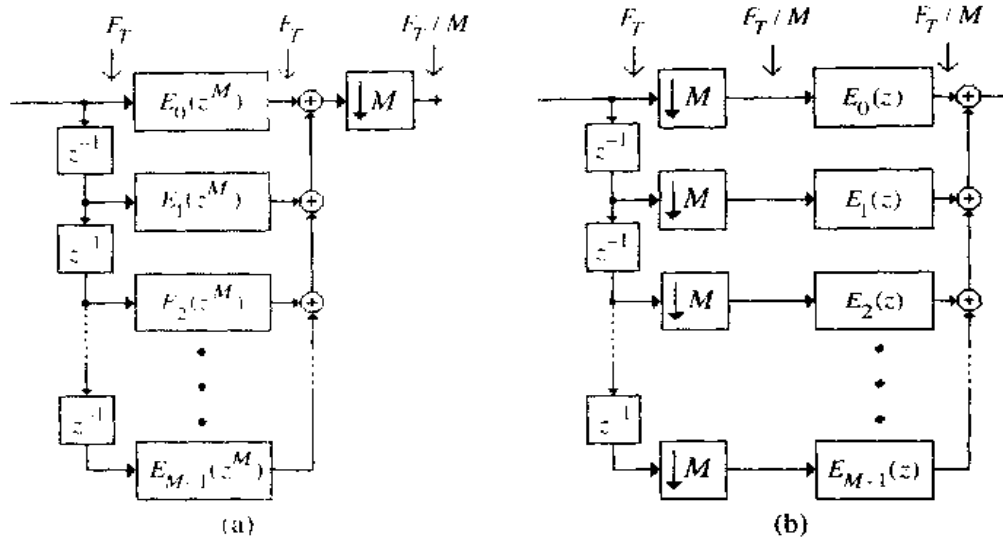 F_T F_T F_T / M
E_0(z^M) ↓ M
z^{-1}
E_1(z^M)
z^{-1}
E_2(z^M)
z^{-1}
E_{M-1}(z^M)
(a)
F_T F_T / M F_T / M
↓ M E_0(z)
z^{-1}
↓ M E_1(z)
z^{-1}
↓ M E_2(z)
z^{-1}
↓ M E_{M-1}(z)
(b)